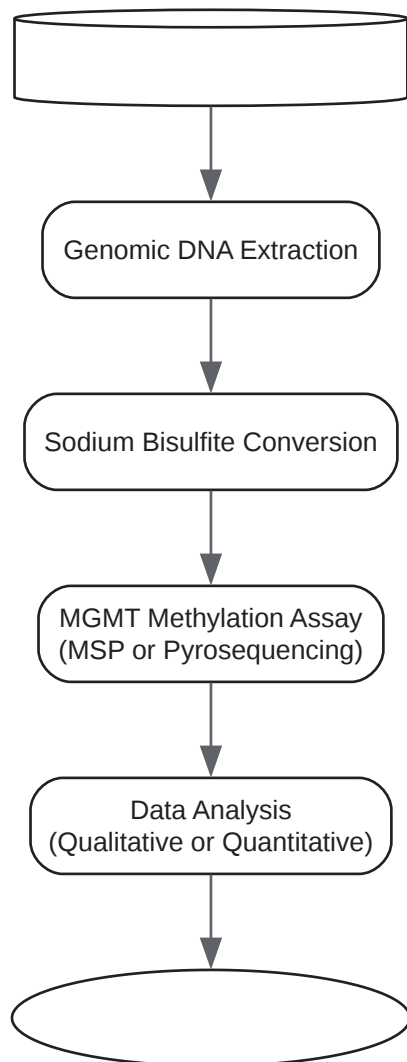 Genomic DNA Extraction
Sodium Bisulfite Conversion
MGMT Methylation Assay
(MSP or Pyrosequencing)
Data Analysis
(Qualitative or Quantitative)